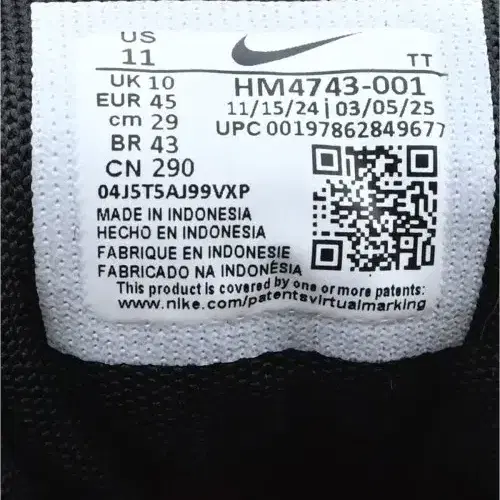 US
11
TT
UK 10
EUR 45
cm 29
BR 43
CN 290
HM4743-001
11/15/24 | 03/05/25
UPC 00197862849677
04J5T5AJ99VXP
MADE IN INDONESIA
HECHO EN INDONESIA
FABRIQUE EN INDONESIE
FABRICADO NA INDONÉSIA
This product is covered by one or more patents:
www.nike.com/patentsvirtualmarking